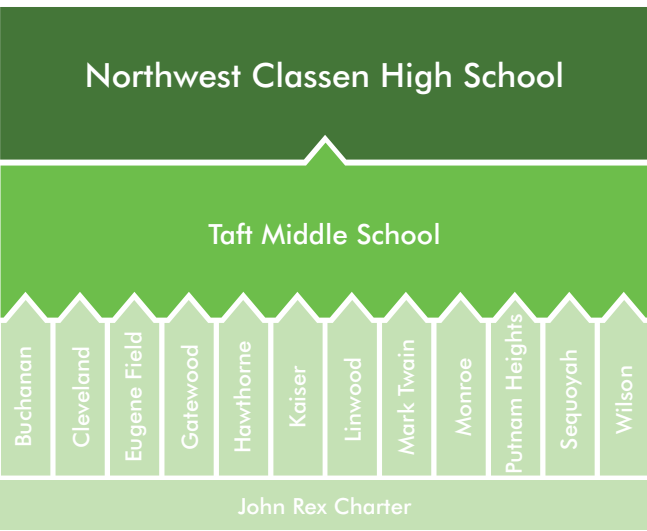 Northwest Classen High School
Taft Middle School
Buchanan
Cleveland
Eugene Field
Gatewood
Hawthorne
Kaiser
Linwood
Mark Twain
Monroe
Putnam Heights
Sequoyah
Wilson
John Rex Charter